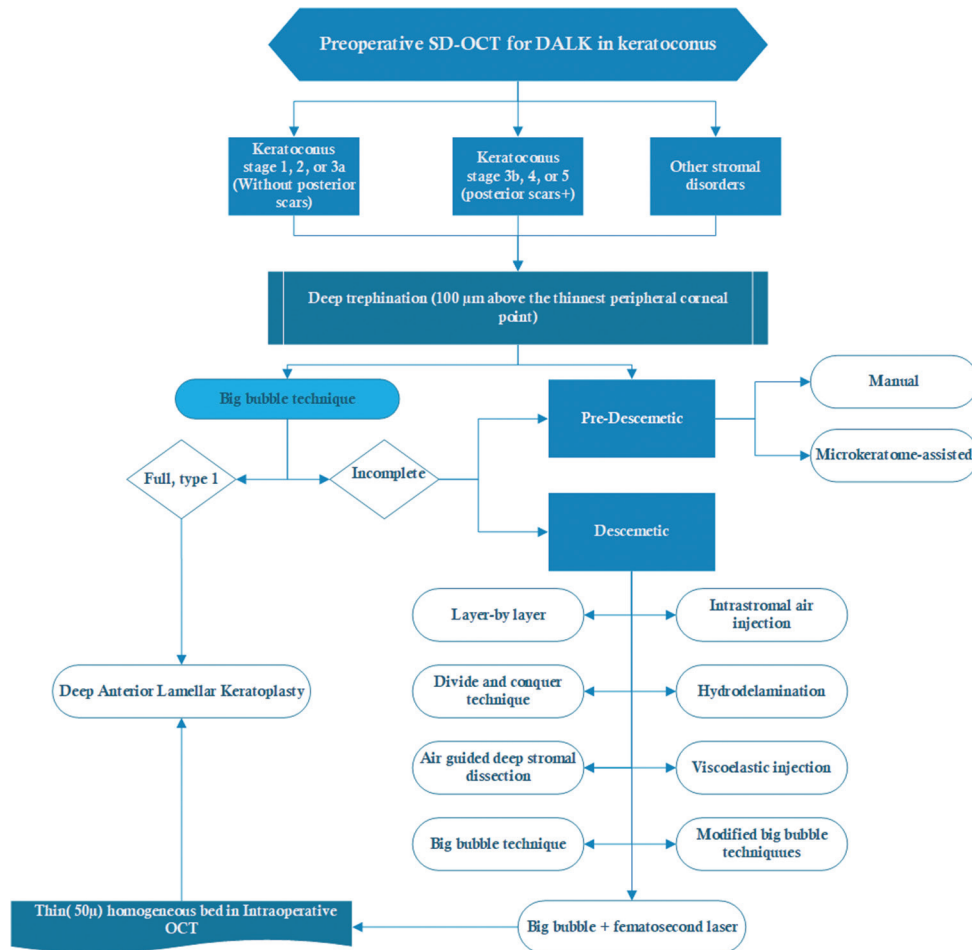 Preoperative SD-OCT for DALK in keratoconus
Keratoconus
stage 1, 2, or 3a
(Without posterior
scars)
Keratoconus
stage 3b, 4, or 5
(posterior scars+)
Other stromal
disorders
Deep trephination (100 µm above the thinnest peripheral corneal
point)
Big bubble technique
Pre-Descemetic
Manual
Microkeratome-assisted
Full, type 1
Incomplete
Descemetic
Layer-by layer
Intrastromal air
injection
Deep Anterior Lamellar Keratoplasty
Divide and conquer
technique
Hydrodelamination
Air guided deep stromal
dissection
Viscoelastic injection
Big bubble technique
Modified big bubble
techniquues
Thin( 50µ) homogeneous bed in Intraoperative
OCT
Big bubble + fematosecond laser